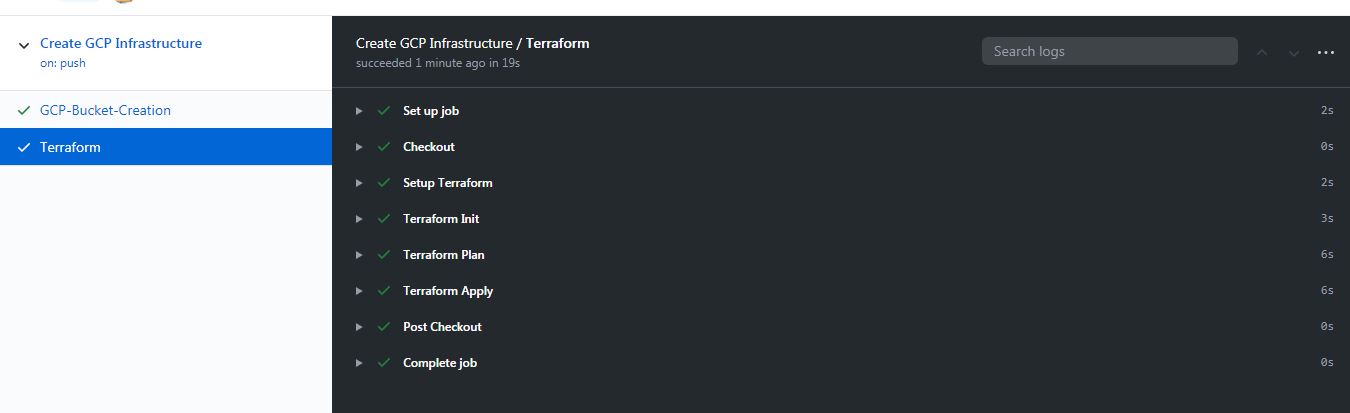 Create GCP Infrastructure
on: push
GCP-Bucket-Creation
Terraform
Create GCP Infrastructure / Terraform
succeeded 1 minute ago in 19s
Search logs
Set up job 2s
Checkout 0s
Setup Terraform 2s
Terraform Init 3s
Terraform Plan 6s
Terraform Apply 6s
Post Checkout 0s
Complete job 0s